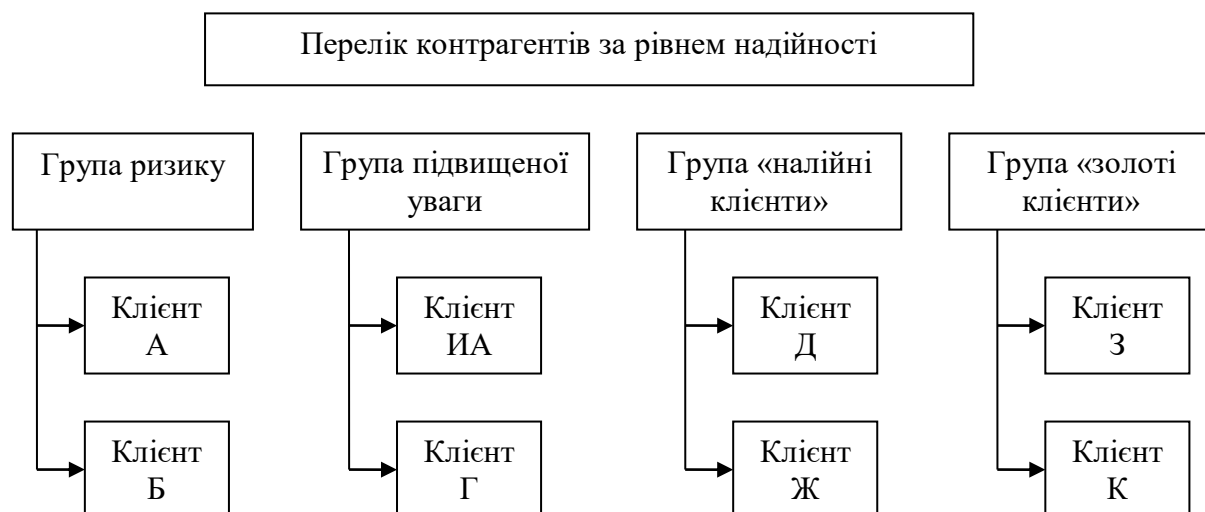 Перелік контрагентів за рівнем надійності
Група ризику
Група підвищеної
уваги
Група «налійні
клієнти»
Група «золоті
клієнти»
Клієнт
А
Клієнт
ИА
Клієнт
Д
Клієнт
З
Клієнт
Б
Клієнт
Г
Клієнт
Ж
Клієнт
К